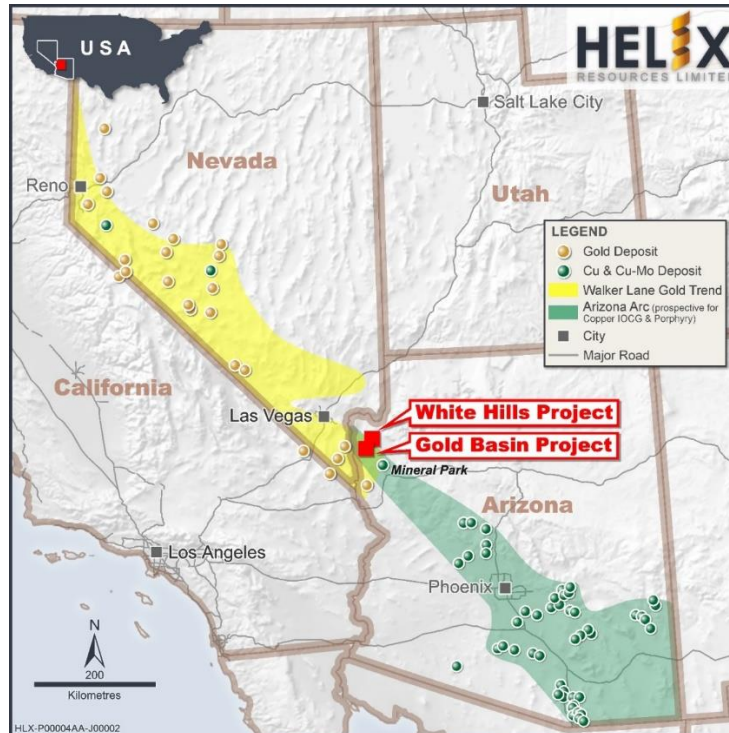 USA
HELIX
RESOURCES LIMITED
Salt Lake City
Nevada
Reno
Utah
LEGEND
Gold Deposit
Cu & Cu-Mo Deposit
Walker Lane Gold Trend
Arizona Arc (prospective for
Copper IOCG & Porphyry)
City
Major Road
California
Las Vegas
White Hills Project
Gold Basin Project
Mineral Park
Arizona
Los Angeles
Phoenix
N
200
Kilometres
HLX-P00004AA-J00002